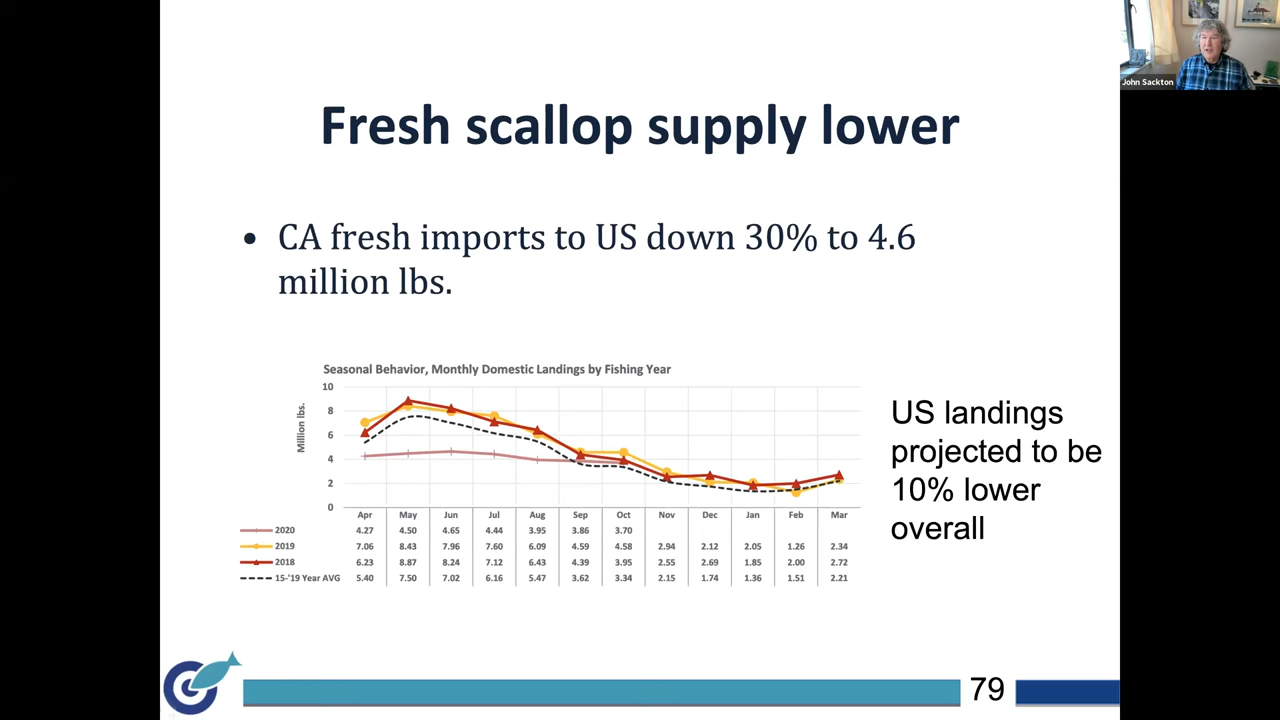 John Sackton
Fresh scallop supply lower
• CA fresh imports to US down 30% to 4.6
million lbs.
Seasonal Behavior, Monthly Domestic Landings by Fishing Year
Million lbs.
10
8
6
4
2
0
Apr May Jun Jul Aug Sep Oct Nov Dec Jan Feb Mar
2020 4.27 4.50 4.65 4.44 3.95 3.86 3.70
2019 7.06 8.43 7.96 7.60 6.09 4.59 4.58 2.94 2.12 2.05 1.26 2.34
2018 6.23 8.87 8.24 7.12 6.43 4.39 3.95 2.55 2.69 1.85 2.00 2.72
15-'19 Year AVG 5.40 7.50 7.02 6.16 5.47 3.62 3.34 2.15 1.74 1.36 1.51 2.21
US landings
projected to be
10% lower
overall
79